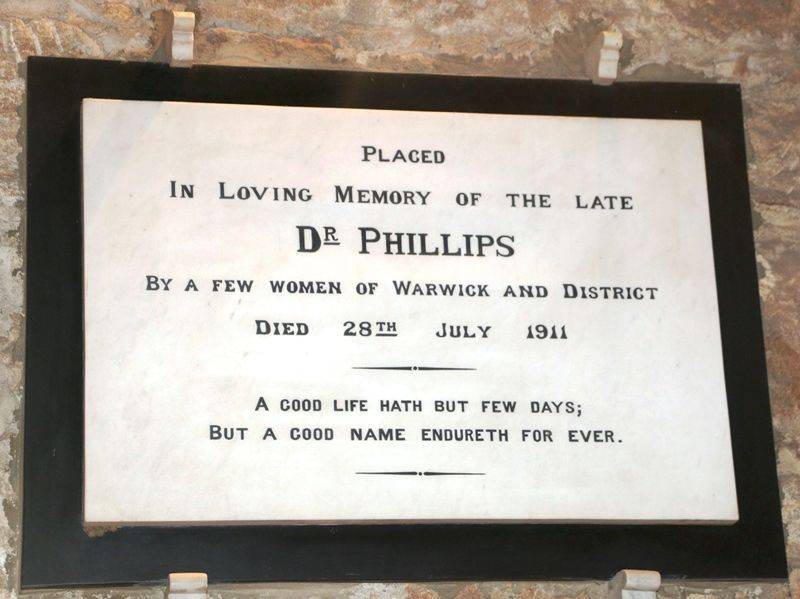 PLACED
IN LOVING MEMORY OF THE LATE
DR PHILLIPS
BY A FEW WOMEN OF WARWICK AND DISTRICT
DIED 28TH JULY 1911
A GOOD LIFE HATH BUT FEW DAYS;
BUT A GOOD NAME ENDURETH FOR EVER.